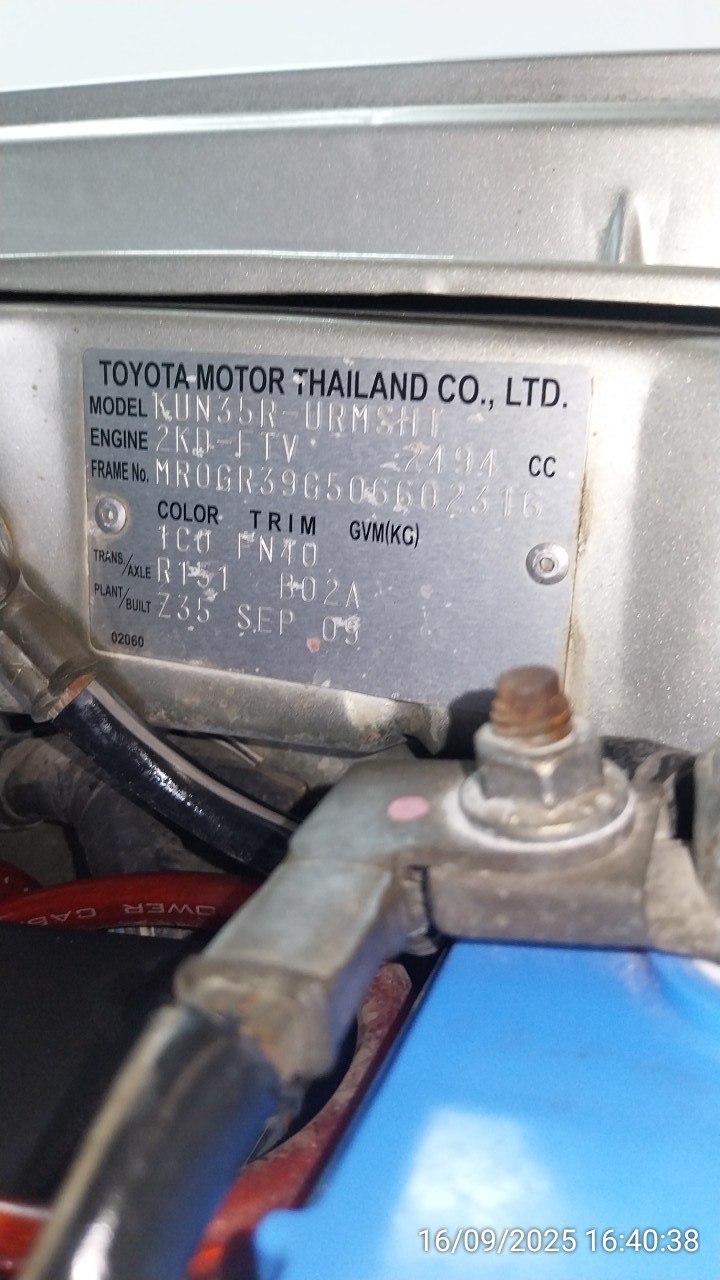 TOYOTA MOTOR THAILAND CO., LTD.
MODEL KUN35R-URMSHT
ENGINE 2KD-FTV 2494 CC
FRAME No. MR0GR39G506602316
COLOR TRIM GVM(KG)
1C0 FN40
TRANS./AXLE R151 B02A
PLANT/BUILT Z35 SEP 09
02060
OWER CAB
16/09/2025 16:40:38